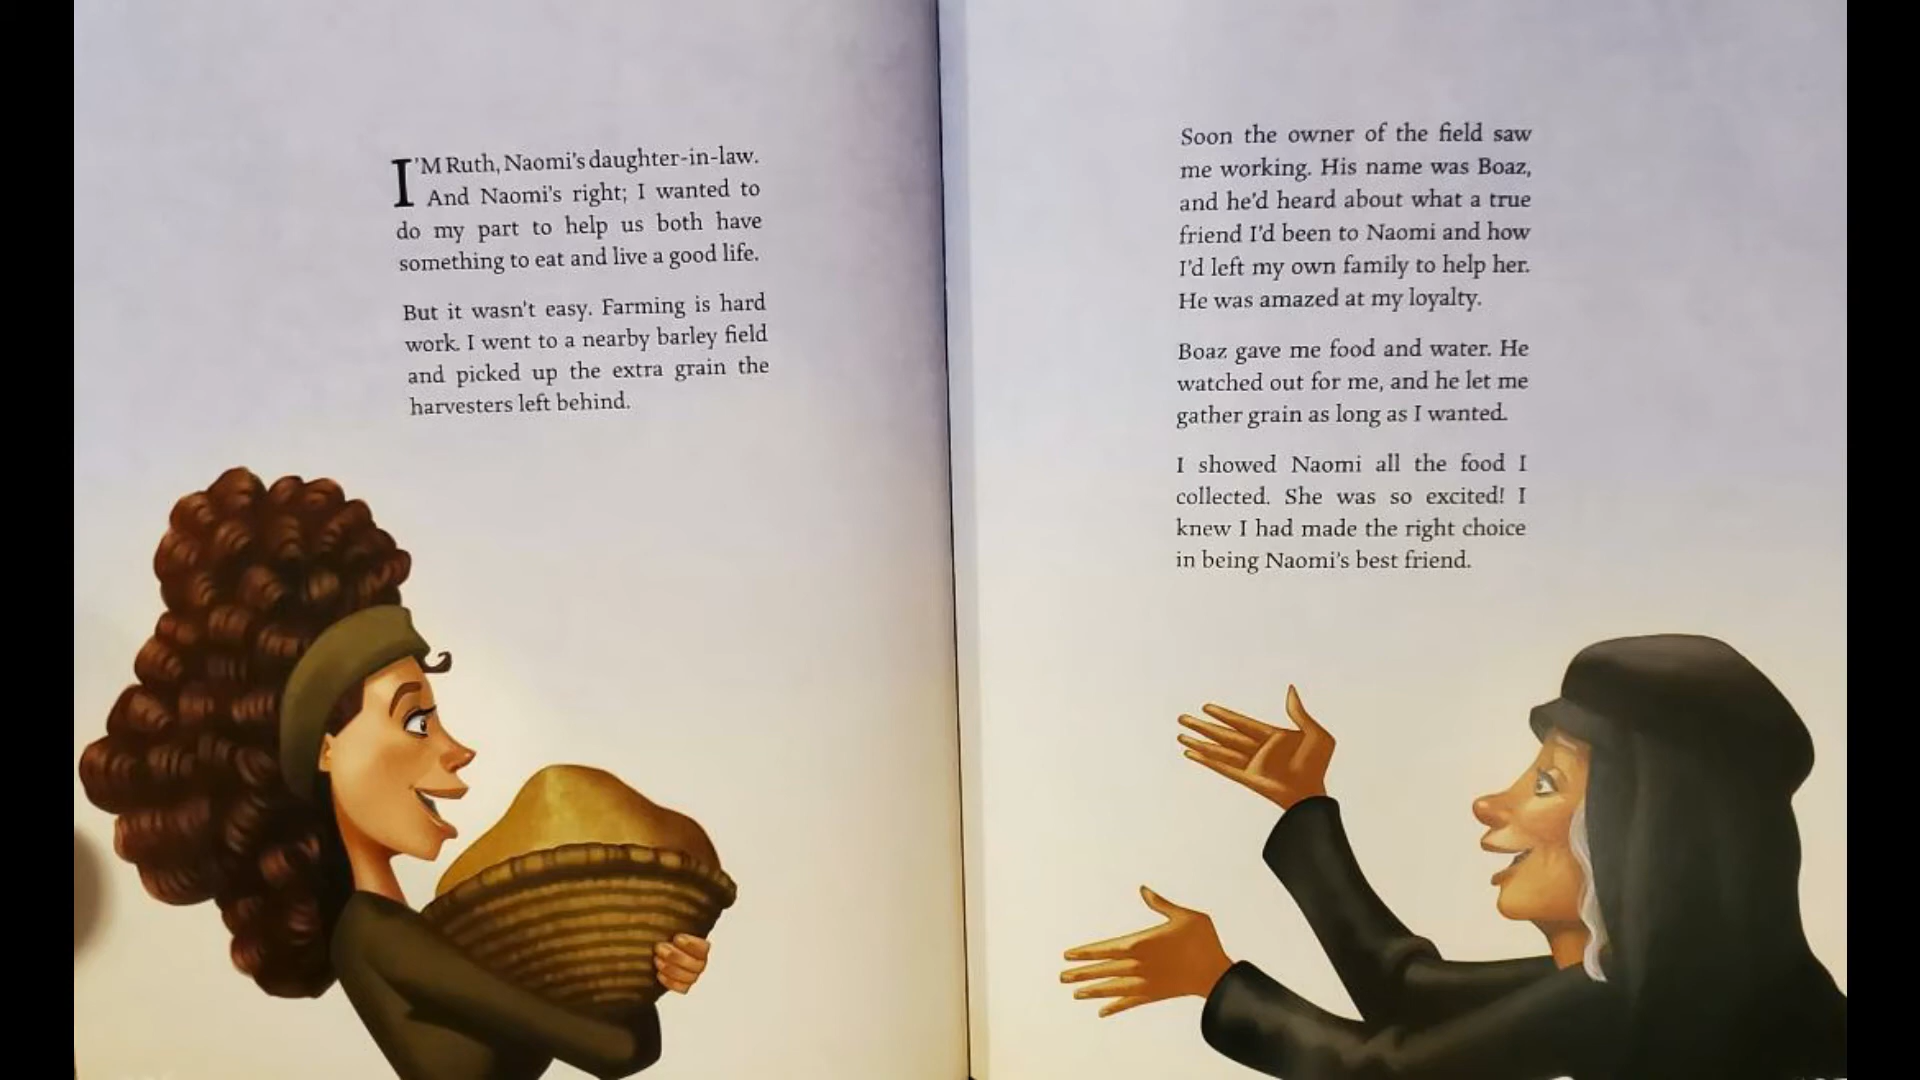 I'M Ruth, Naomi's daughter-in-law.
And Naomi's right; I wanted to
do my part to help us both have
something to eat and live a good life.
But it wasn't easy. Farming is hard
work. I went to a nearby barley field
and picked up the extra grain the
harvesters left behind.
Soon the owner of the field saw
me working. His name was Boaz,
and he'd heard about what a true
friend I'd been to Naomi and how
I'd left my own family to help her.
He was amazed at my loyalty.
Boaz gave me food and water. He
watched out for me, and he let me
gather grain as long as I wanted.
I showed Naomi all the food I
collected. She was so excited! I
knew I had made the right choice
in being Naomi's best friend.